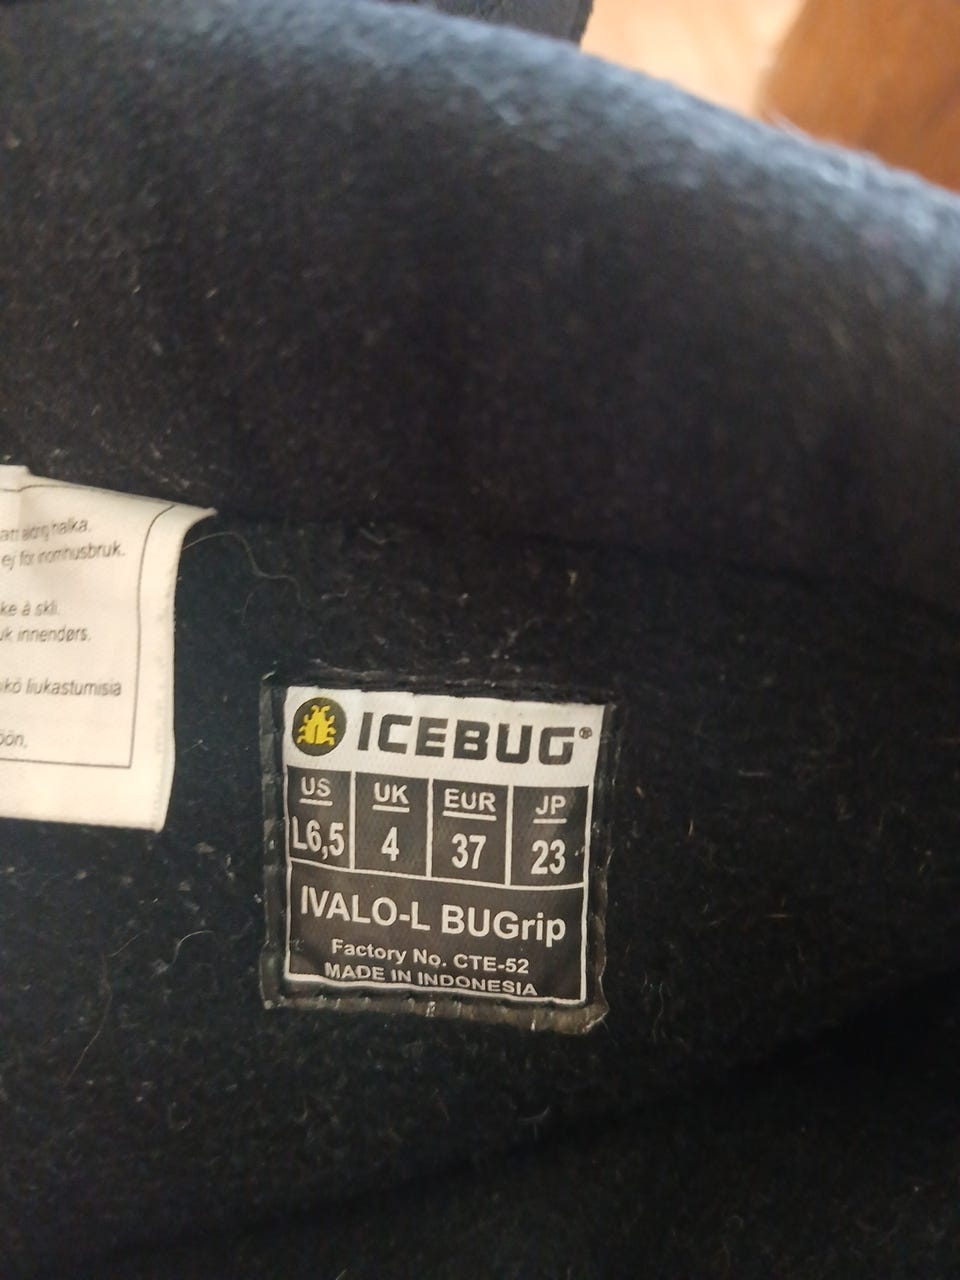 att aldrig halka.
ej för inomhusbruk.
ke å skli.
uk innendørs.
liukastumisia
öön,
ICEBUG®
US UK EUR JP
L6,5 4 37 23
IVALO-L BUGrip
Factory No. CTE-52
MADE IN INDONESIA